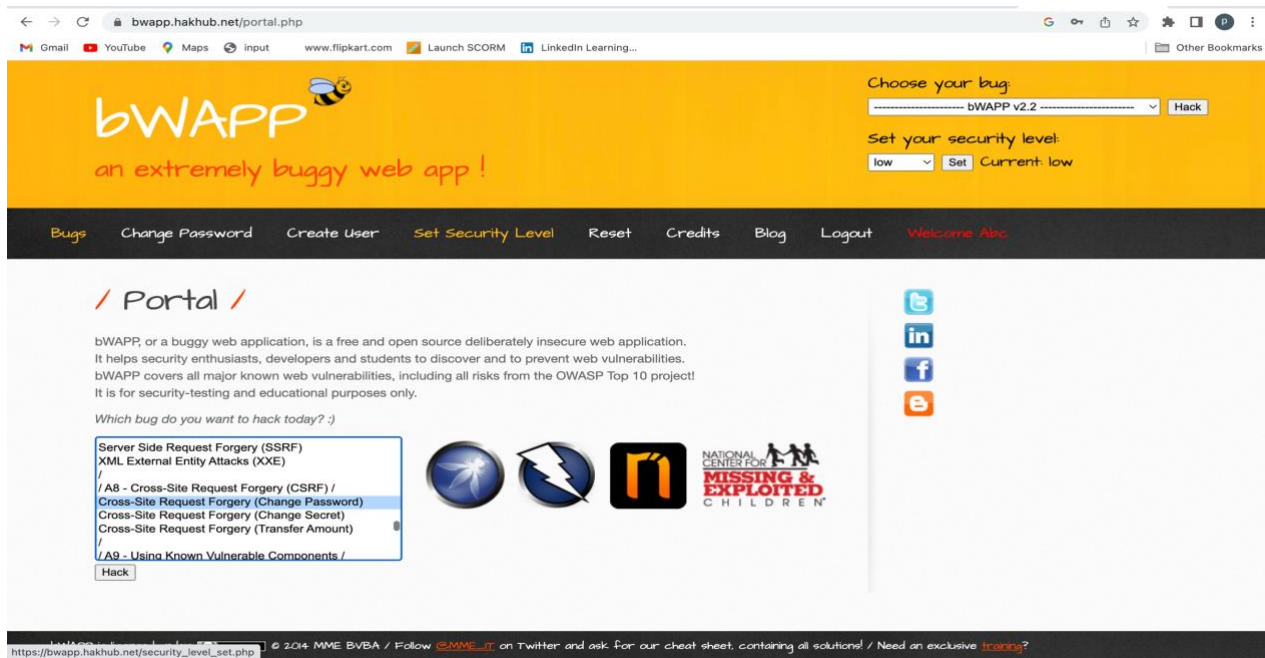 bwapp.hakhub.net/portal.php
Gmail YouTube Maps input www.flipkart.com Launch SCORM LinkedIn Learning... Other Bookmarks
bWAPP
an extremely buggy web app !
Choose your bug:
---------------------- bWAPP v2.2 ----------------------- Hack
Set your security level:
low Set Current: low
Bugs Change Password Create User Set Security Level Reset Credits Blog Logout Welcome Abc
/ Portal /
bWAPP, or a buggy web application, is a free and open source deliberately insecure web application.
It helps security enthusiasts, developers and students to discover and to prevent web vulnerabilities.
bWAPP covers all major known web vulnerabilities, including all risks from the OWASP Top 10 project!
It is for security-testing and educational purposes only.
Which bug do you want to hack today? :)
Server Side Request Forgery (SSRF)
XML External Entity Attacks (XXE)
/
/ A8 - Cross-Site Request Forgery (CSRF) /
Cross-Site Request Forgery (Change Password)
Cross-Site Request Forgery (Change Secret)
Cross-Site Request Forgery (Transfer Amount)
/
/ A9 - Using Known Vulnerable Components /
Hack
NATIONAL
CENTER FOR
MISSING &
EXPLOITED
CHILDREN
© 2014 MME BVBA / Follow @MME_IT on Twitter and ask for our cheat sheet, containing all solutions! / Need an exclusive training?
https://bwapp.hakhub.net/security_level_set.php